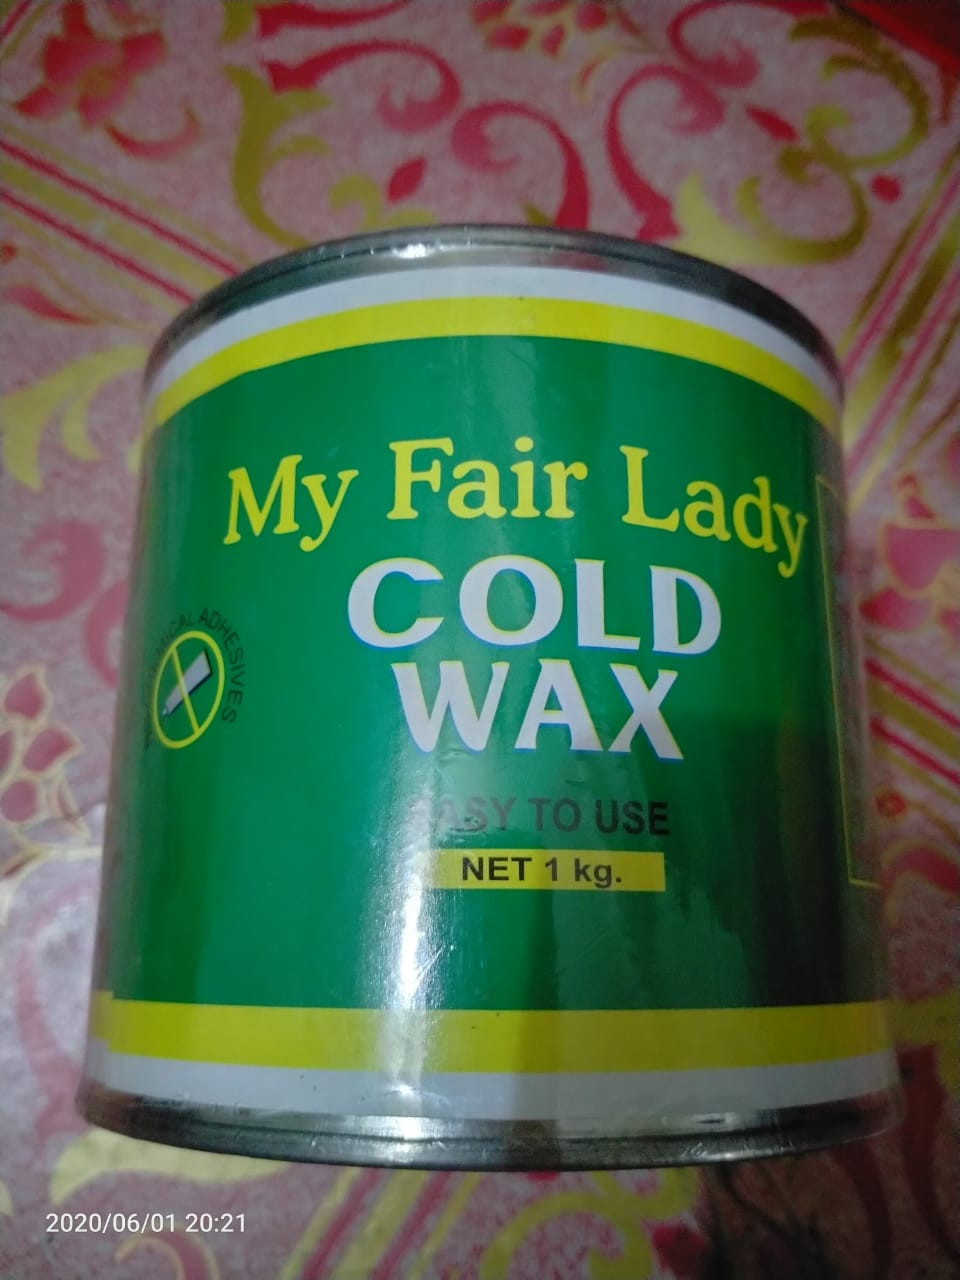 My Fair Lady
COLD
WAX
ADHESIVES
EASY TO USE
NET 1 kg.
2020/06/01 20:21